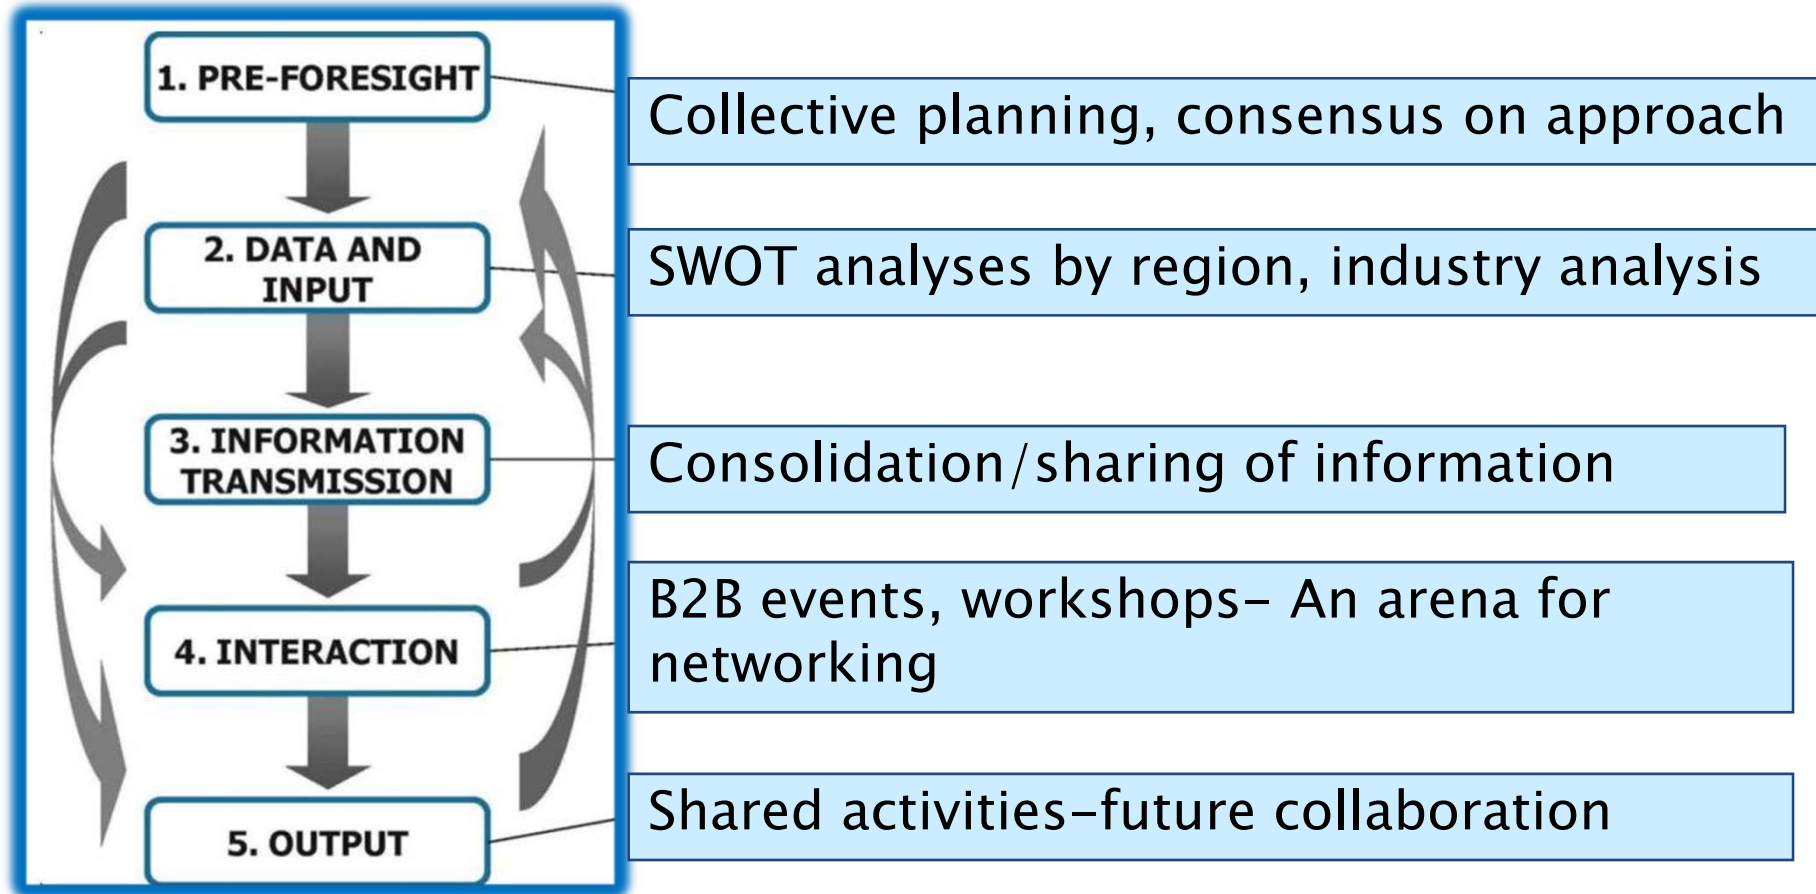 1. PRE-FORESIGHT
Collective planning, consensus on approach
2. DATA AND
INPUT
SWOT analyses by region, industry analysis
3. INFORMATION
TRANSMISSION
Consolidation/sharing of information
4. INTERACTION
B2B events, workshops– An arena for
networking
5. OUTPUT
Shared activities–future collaboration